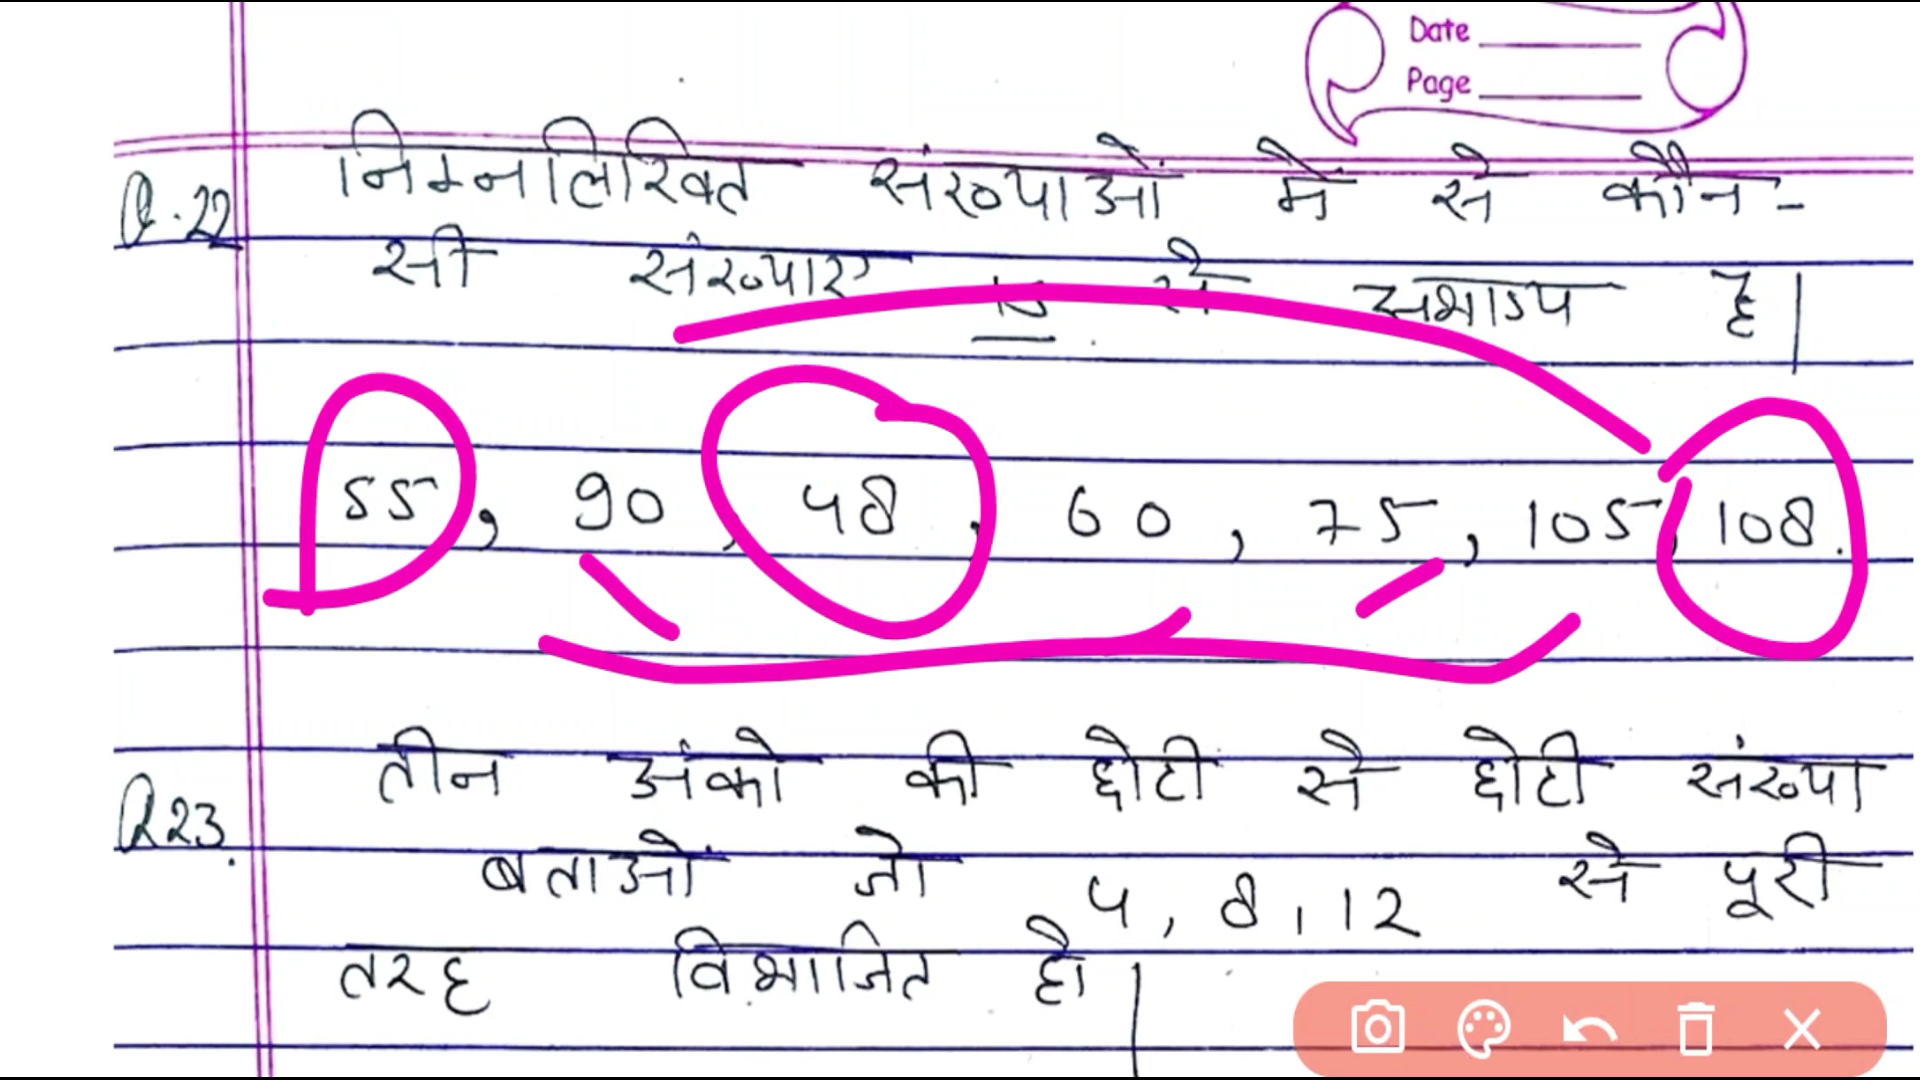 Date
Page
Q.22 निम्नलिखित संख्याओं में से कौन-
सी संख्याए 15 से अभाज्य है।
55, 90, 48, 60, 75, 105, 108.
Q23. तीन अंको की छोटी से छोटी संख्या
बताओ जो 4, 8, 12 से पूरी
तरह विभाजित हो।